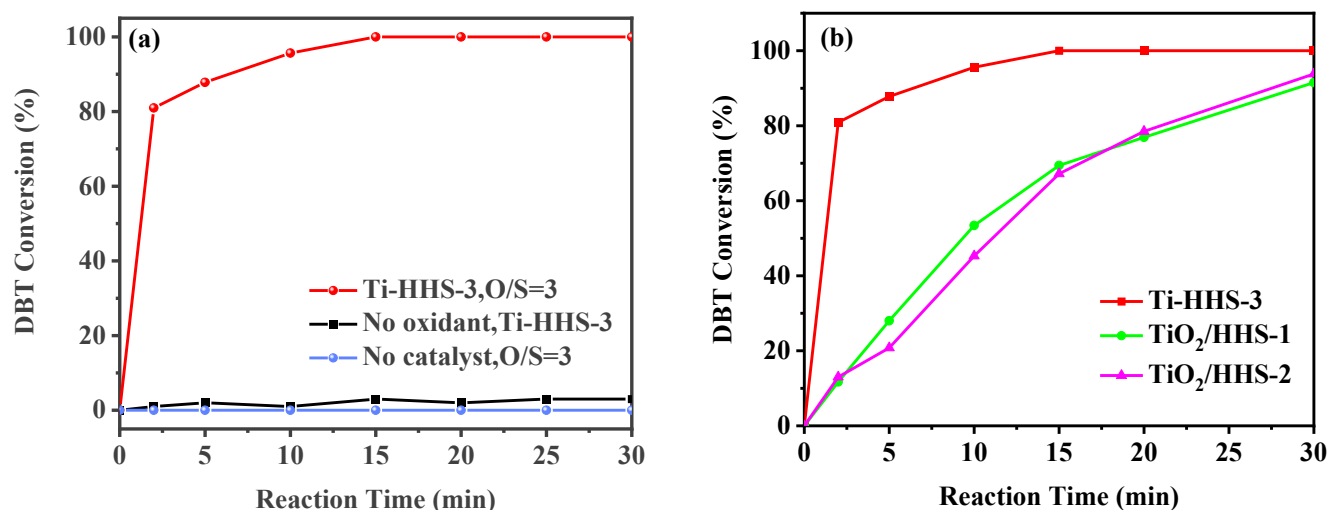 (a)
DBT Conversion (%)
100
80
60
40
20
0
Ti-HHS-3,O/S=3
No oxidant,Ti-HHS-3
No catalyst,O/S=3
0 5 10 15 20 25 30
Reaction Time (min)
(b)
DBT Conversion (%)
100
80
60
40
20
0
Ti-HHS-3
TiO₂/HHS-1
TiO₂/HHS-2
0 5 10 15 20 25 30
Reaction Time (min)